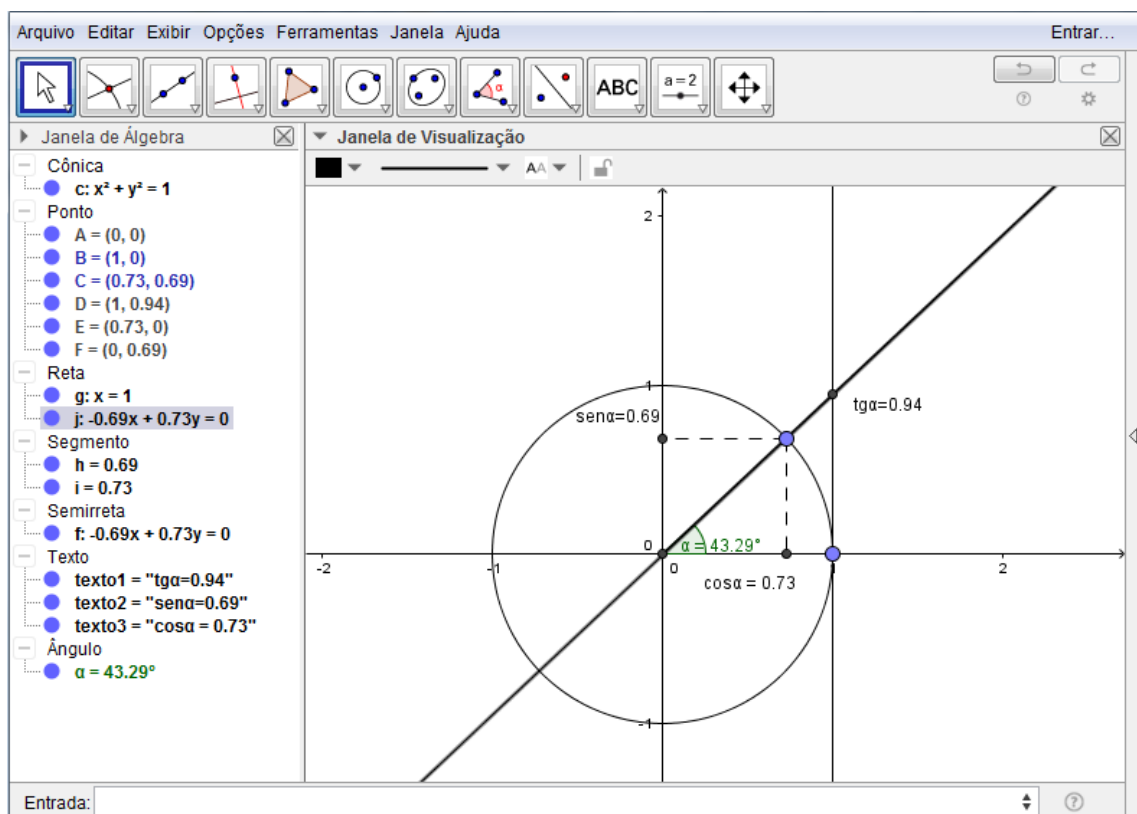 Arquivo Editar Exibir Opções Ferramentas Janela Ajuda Entrar...
ABC a = 2
Janela de Álgebra
Cônica
c: x² + y² = 1
Ponto
A = (0, 0)
B = (1, 0)
C = (0.73, 0.69)
D = (1, 0.94)
E = (0.73, 0)
F = (0, 0.69)
Reta
g: x = 1
j: -0.69x + 0.73y = 0
Segmento
h = 0.69
i = 0.73
Semirreta
f: -0.69x + 0.73y = 0
Texto
texto1 = "tgα=0.94"
texto2 = "senα=0.69"
texto3 = "cosα = 0.73"
Ângulo
α = 43.29°
Janela de Visualização
AA
2
1
senα=0.69
tgα=0.94
0
α = 43.29°
-2 -1 0 1 2
cosα = 0.73
-1
Entrada: